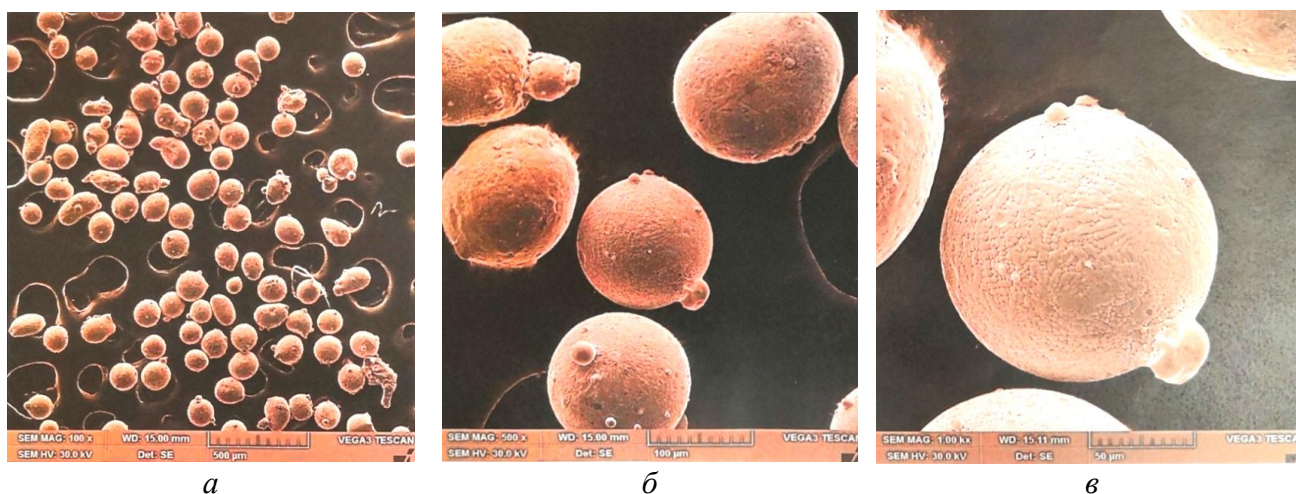 SEM MAG: 100 x WD: 15.00 mm VEGA3 TESCAN
SEM HV: 30.0 kV Det: SE 500 µm
SEM MAG: 500 x WD: 15.00 mm VEGA3 TESCAN
SEM HV: 30.0 kV Det: SE 100 µm
SEM MAG: 1.00 kx WD: 15.11 mm VEGA3 TESCAN
SEM HV: 30.0 kV Det: SE 50 µm
а
б
в